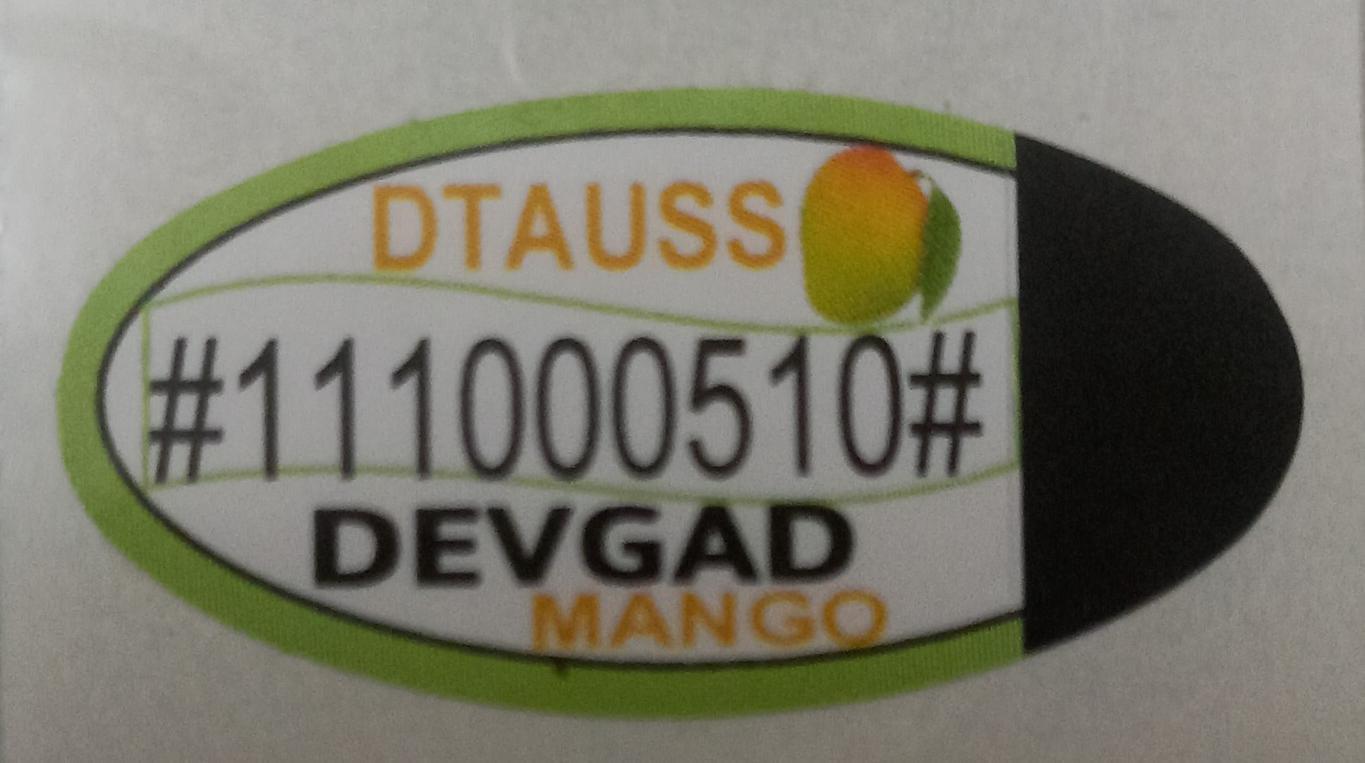 DTAUSS
#111000510#
DEVGAD
MANGO